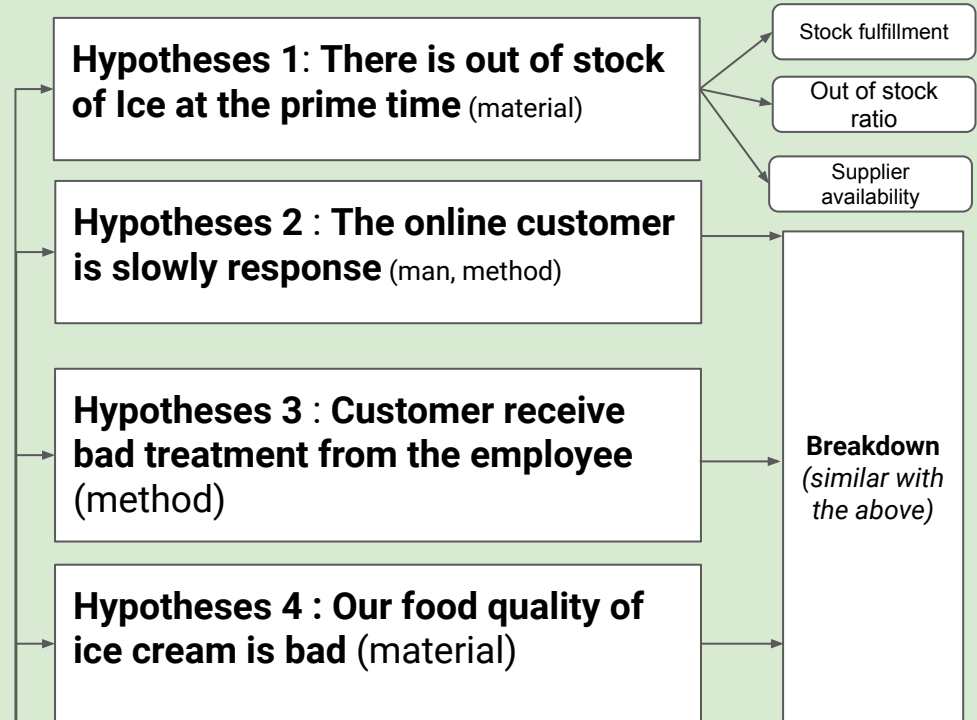 Hypotheses 1: There is out of stock
of Ice at the prime time (material)
Stock fulfillment
Out of stock
ratio
Supplier
availability
Hypotheses 2 : The online customer
is slowly response (man, method)
Hypotheses 3 : Customer receive
bad treatment from the employee
(method)
Hypotheses 4 : Our food quality of
ice cream is bad (material)
Breakdown
(similar with
the above)